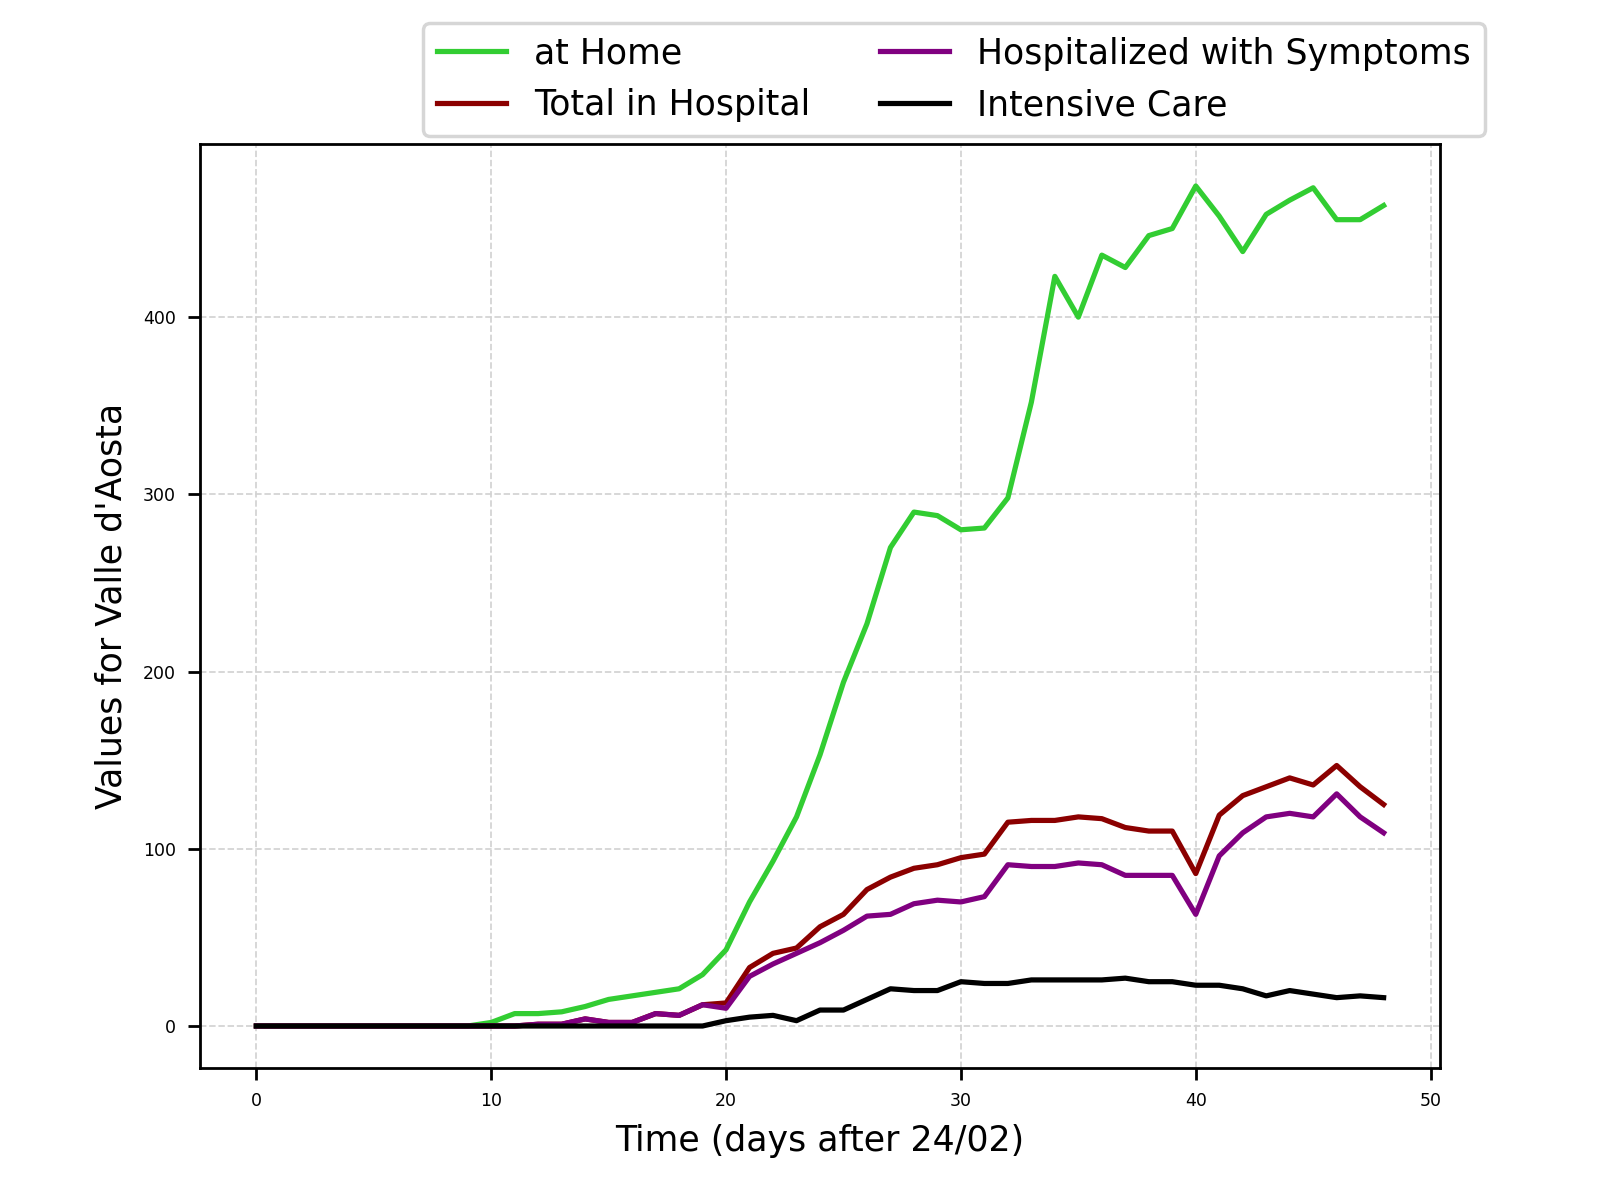 at Home
Total in Hospital
Hospitalized with Symptoms
Intensive Care
Values for Valle d'Aosta
400
300
200
100
0
0 10 20 30 40 50
Time (days after 24/02)